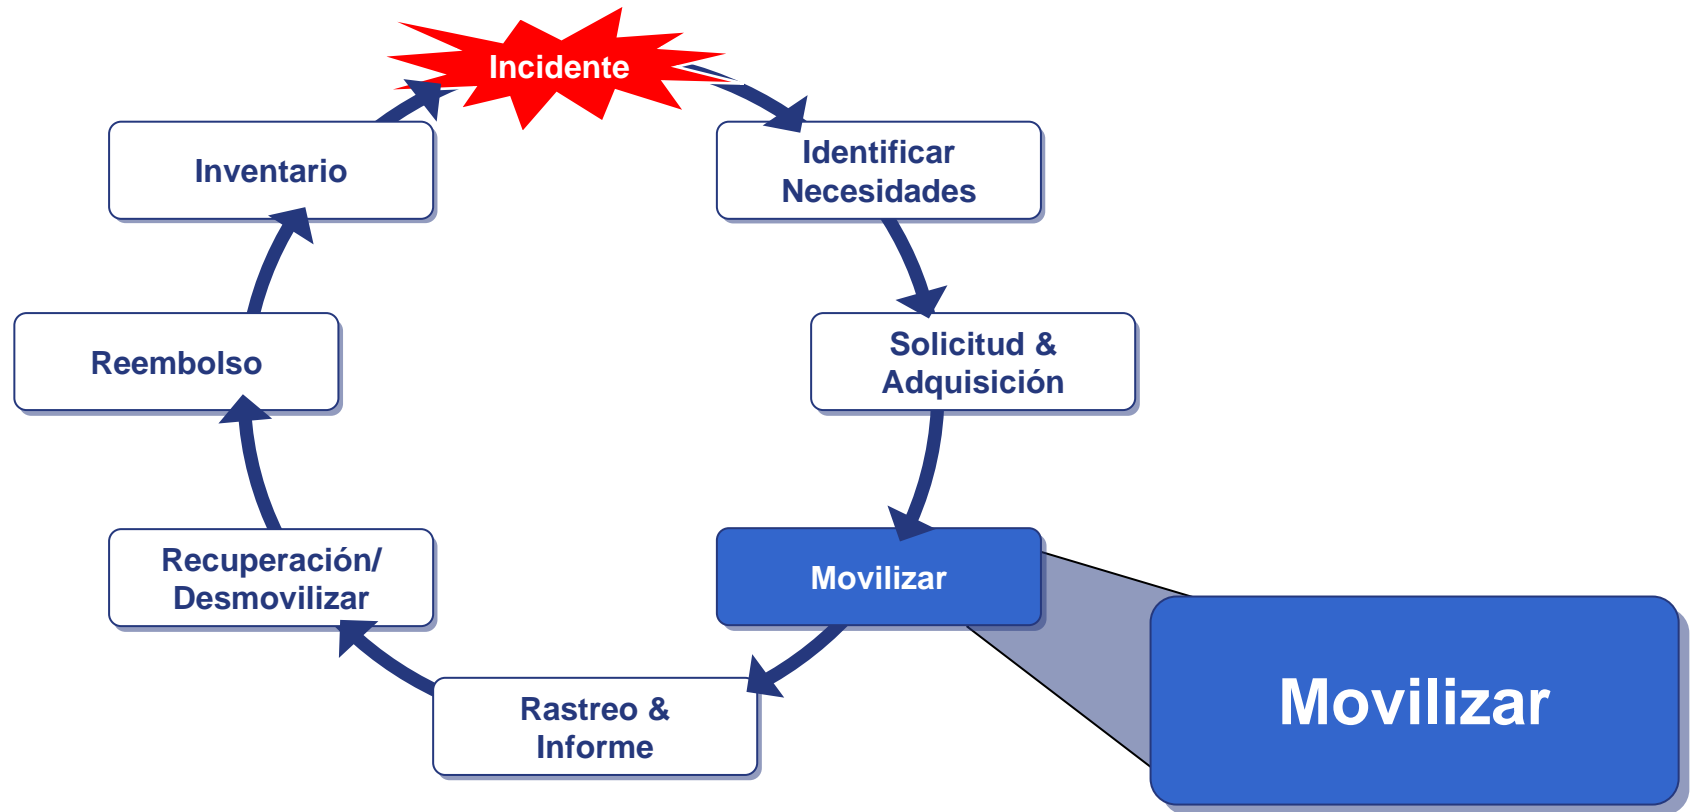 Incidente
Identificar
Necesidades
Solicitud &
Adquisición
Movilizar
Movilizar
Rastreo &
Informe
Recuperación/
Desmovilizar
Reembolso
Inventario